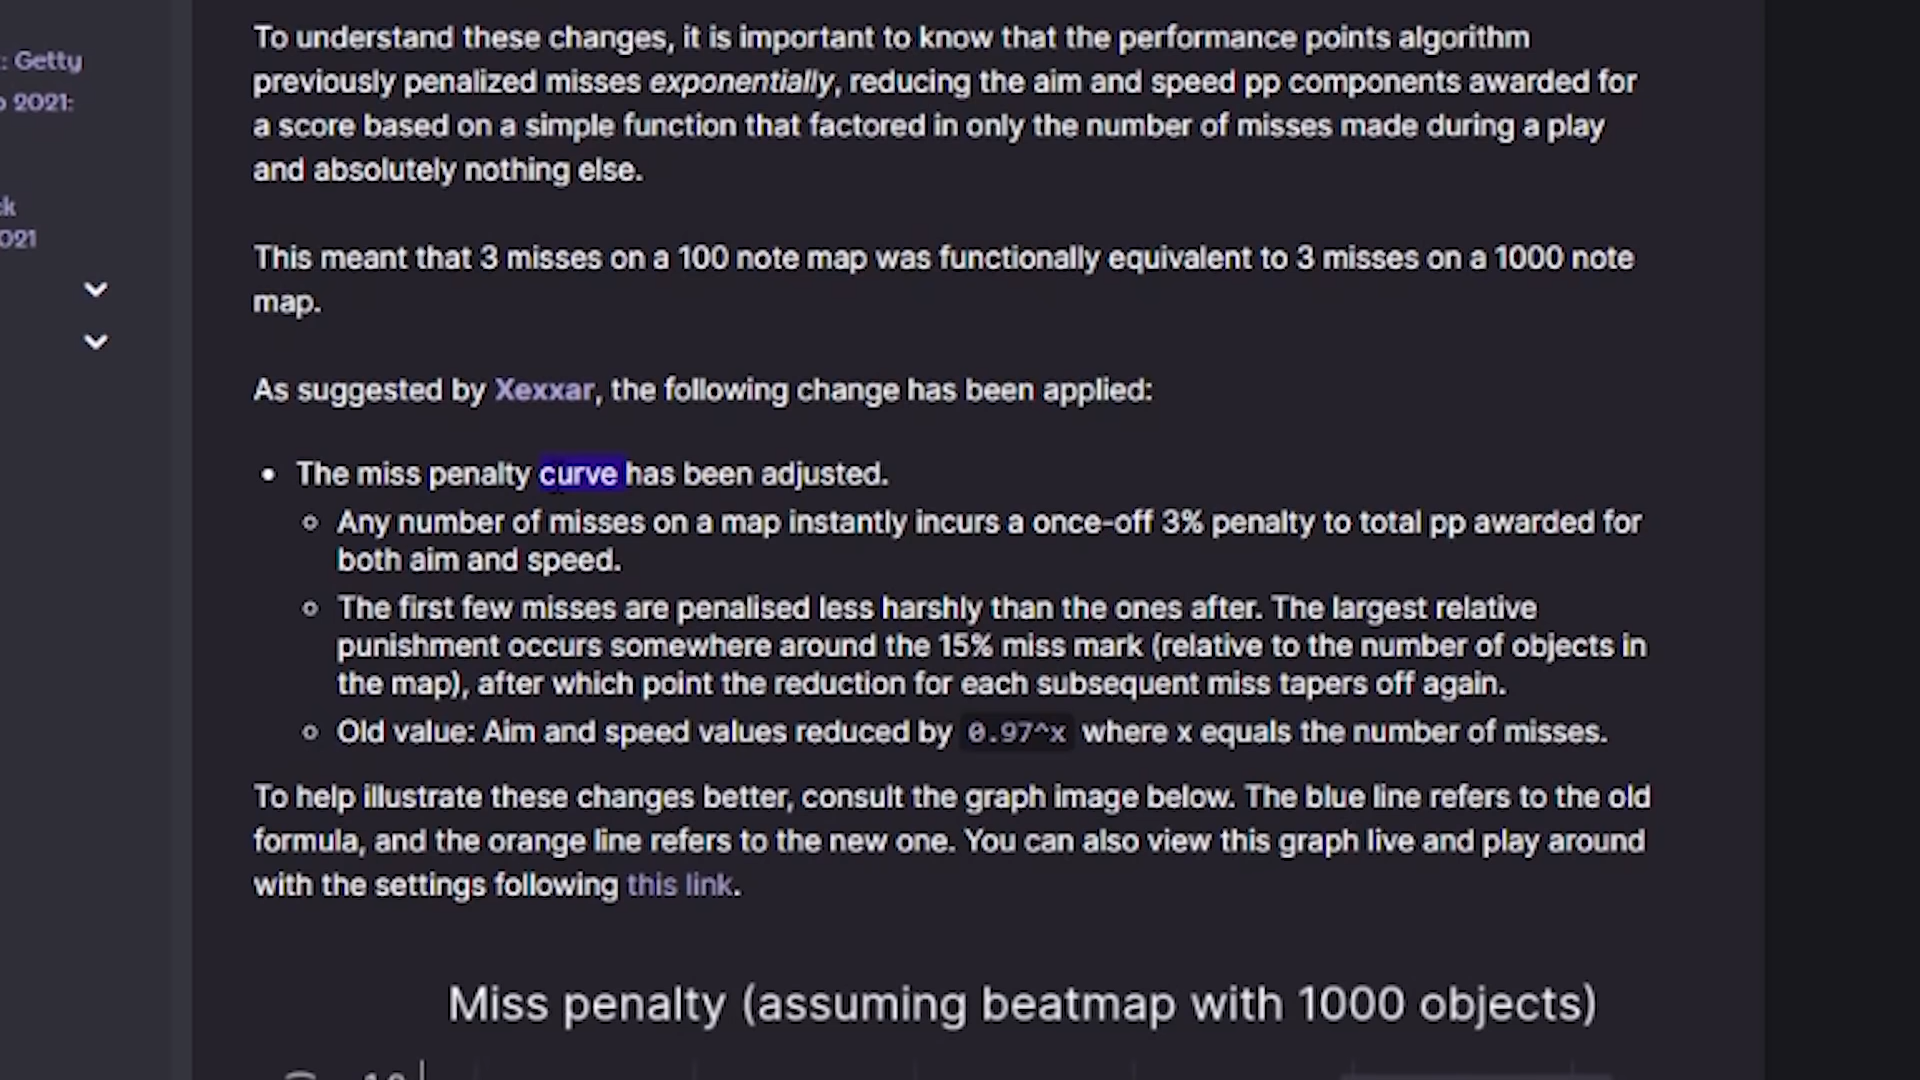 : Getty
2021:
ck
021
To understand these changes, it is important to know that the performance points algorithm
previously penalized misses exponentially, reducing the aim and speed pp components awarded for
a score based on a simple function that factored in only the number of misses made during a play
and absolutely nothing else.
This meant that 3 misses on a 100 note map was functionally equivalent to 3 misses on a 1000 note
map.
As suggested by Xexxar, the following change has been applied:
• The miss penalty curve has been adjusted.
◦ Any number of misses on a map instantly incurs a once-off 3% penalty to total pp awarded for
both aim and speed.
◦ The first few misses are penalised less harshly than the ones after. The largest relative
punishment occurs somewhere around the 15% miss mark (relative to the number of objects in
the map), after which point the reduction for each subsequent miss tapers off again.
◦ Old value: Aim and speed values reduced by 0.97^x where x equals the number of misses.
To help illustrate these changes better, consult the graph image below. The blue line refers to the old
formula, and the orange line refers to the new one. You can also view this graph live and play around
with the settings following this link.
Miss penalty (assuming beatmap with 1000 objects)